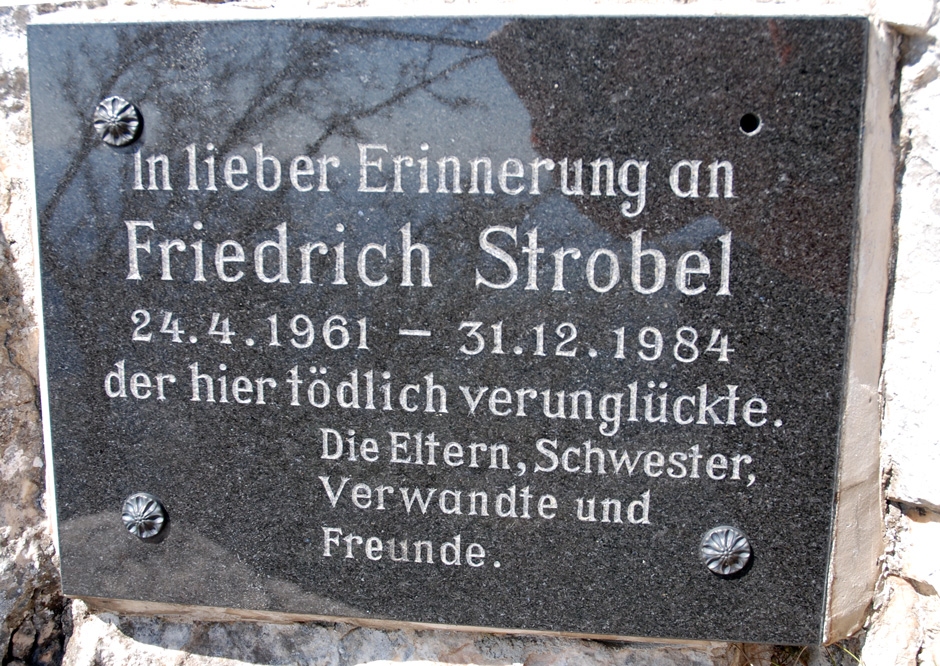 In lieber Erinnerung an
Friedrich Strobel
24.4.1961 – 31.12.1984
der hier tödlich verunglückte.
Die Eltern, Schwester,
Verwandte und
Freunde.